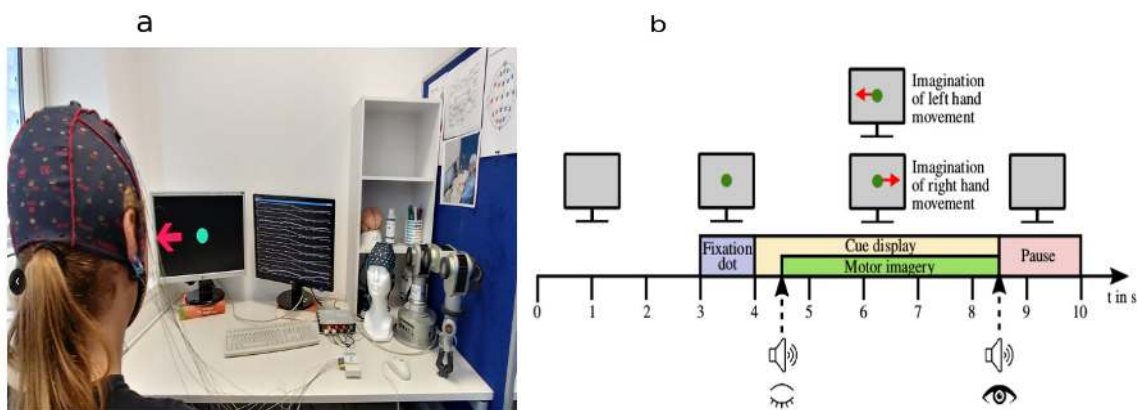 a
b
Imagination
of left hand
movement
Imagination
of right hand
movement
Fixation
dot
Cue display
Motor imagery
Pause
0 1 2 3 4 5 6 7 8 9 10
t in s